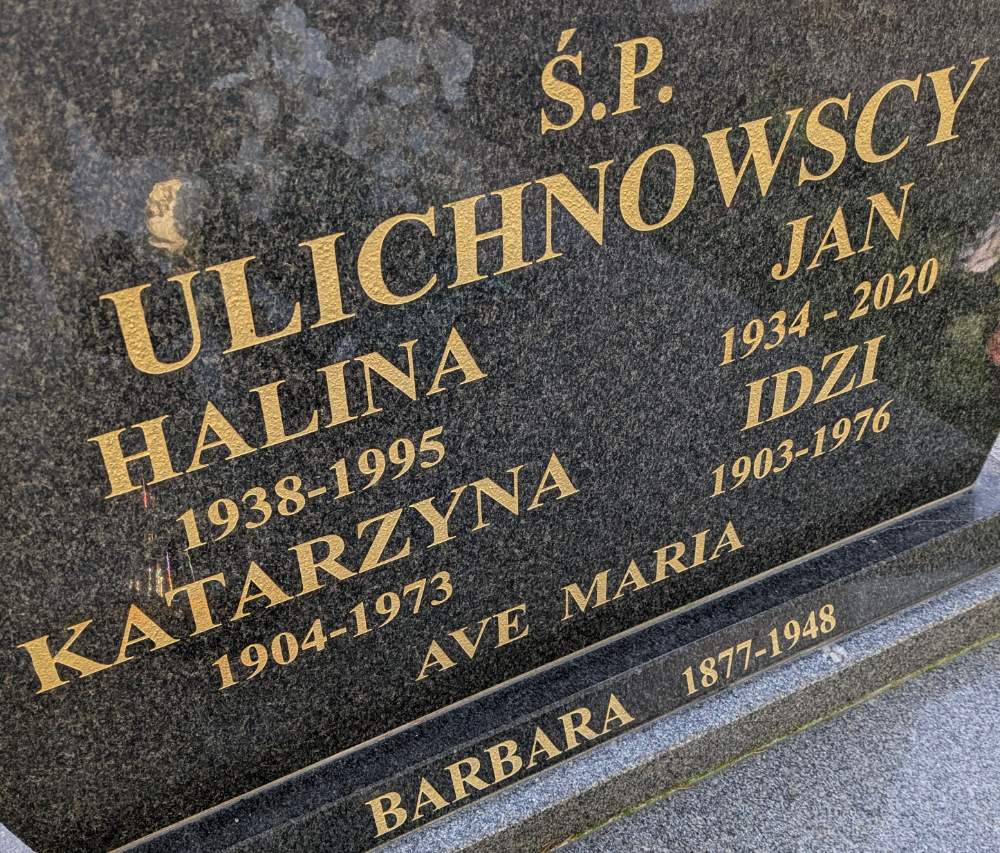 Ś.P.
ULICHNOWSCY
HALINA JAN
1938-1995 1934 - 2020
KATARZYNA IDZI
1904-1973 1903-1976
AVE MARIA
BARBARA 1877-1948